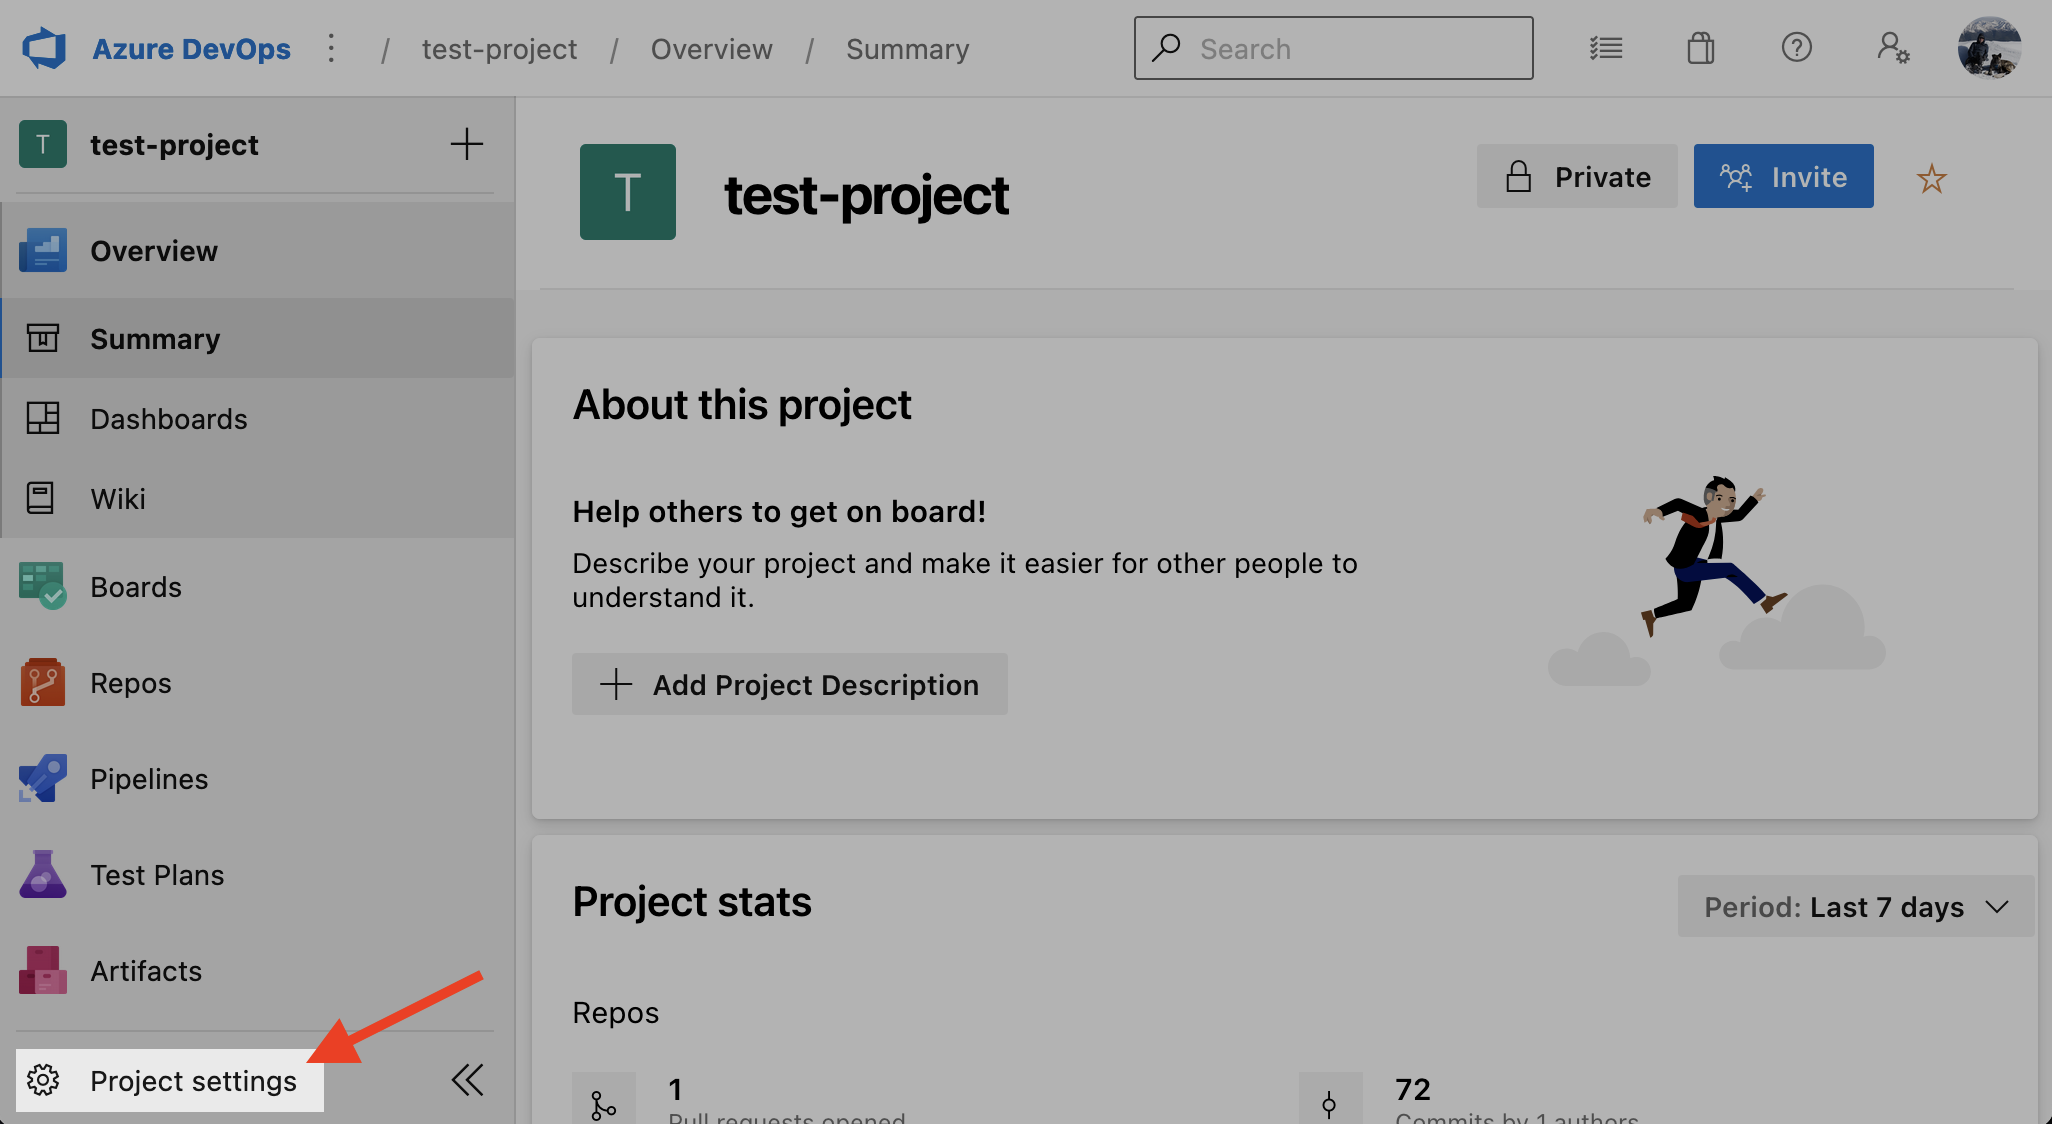 Azure DevOps / test-project / Overview / Summary
Search
T test-project
Overview
Summary
Dashboards
Wiki
Boards
Repos
Pipelines
Test Plans
Artifacts
Project settings
T test-project
Private
Invite
About this project
Help others to get on board!
Describe your project and make it easier for other people to
understand it.
Add Project Description
Project stats
Period: Last 7 days
Repos
1
Pull requests opened
72
Commits by 1 authors